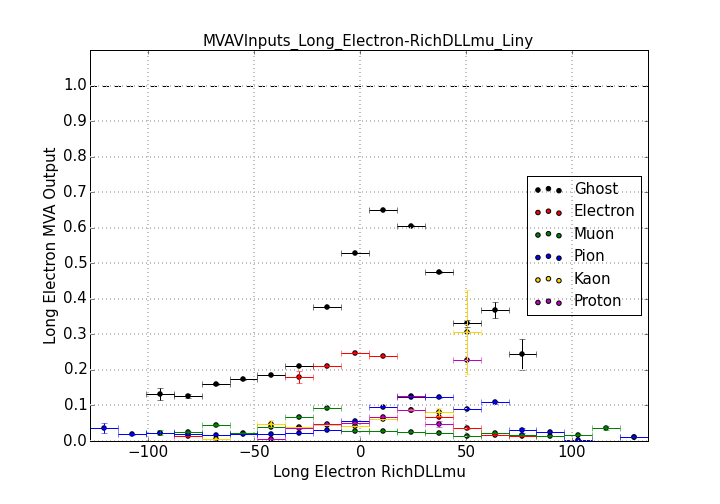 MVAVInputs_Long_Electron-RichDLLmu_Liny
Long Electron MVA Output
1.0
0.9
0.8
0.7
0.6
0.5
0.4
0.3
0.2
0.1
0.0
Ghost
Electron
Muon
Pion
Kaon
Proton
−100
−50
0
50
100
Long Electron RichDLLmu